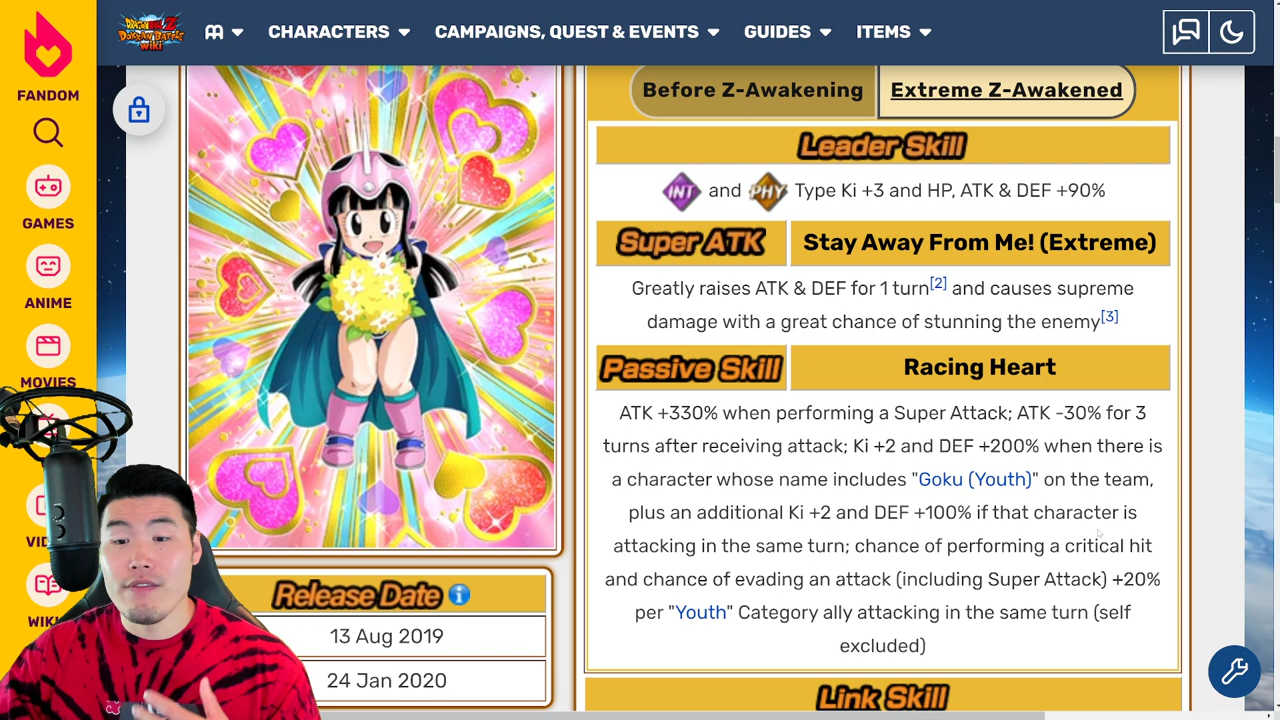 DRAGON BALL Z
DOKKAN BATTLE
WIKI
CHARACTERS
CAMPAIGNS, QUEST & EVENTS
GUIDES
ITEMS
FANDOM
GAMES
ANIME
MOVIES
WIKI
Before Z-Awakening
Extreme Z-Awakened
Leader Skill
INT and PHY Type Ki +3 and HP, ATK & DEF +90%
Super ATK
Stay Away From Me! (Extreme)
Greatly raises ATK & DEF for 1 turn[2] and causes supreme
damage with a great chance of stunning the enemy[3]
Passive Skill
Racing Heart
ATK +330% when performing a Super Attack; ATK -30% for 3
turns after receiving attack; Ki +2 and DEF +200% when there is
a character whose name includes "Goku (Youth)" on the team,
plus an additional Ki +2 and DEF +100% if that character is
attacking in the same turn; chance of performing a critical hit
and chance of evading an attack (including Super Attack) +20%
per "Youth" Category ally attacking in the same turn (self
excluded)
Link Skill
Release Date
13 Aug 2019
24 Jan 2020